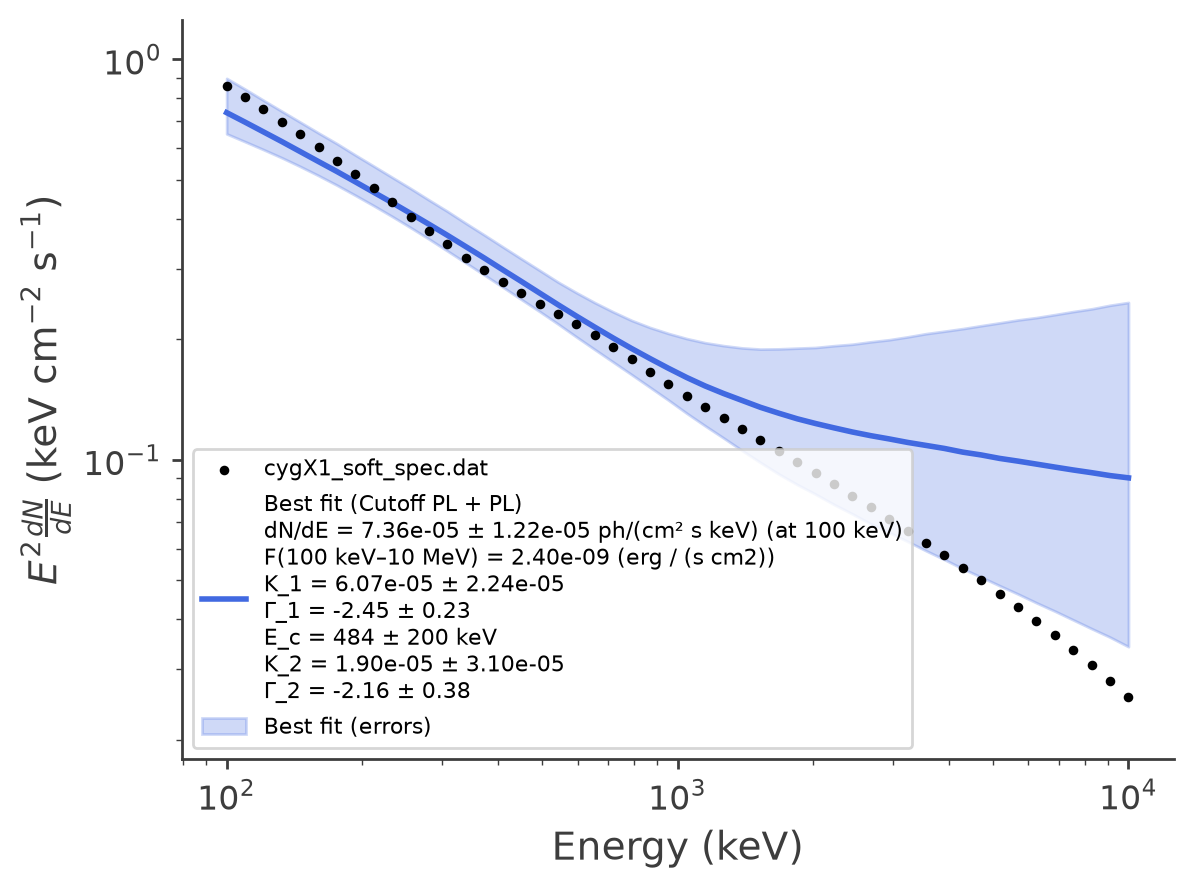 10⁰
10⁻¹
E² dN/dE (keV cm⁻² s⁻¹)
cygX1_soft_spec.dat
Best fit (Cutoff PL + PL)
dN/dE = 7.36e-05 ± 1.22e-05 ph/(cm² s keV) (at 100 keV)
F(100 keV–10 MeV) = 2.40e-09 (erg / (s cm2))
K_1 = 6.07e-05 ± 2.24e-05
Γ_1 = -2.45 ± 0.23
E_c = 484 ± 200 keV
K_2 = 1.90e-05 ± 3.10e-05
Γ_2 = -2.16 ± 0.38
Best fit (errors)
10² 10³ 10⁴
Energy (keV)